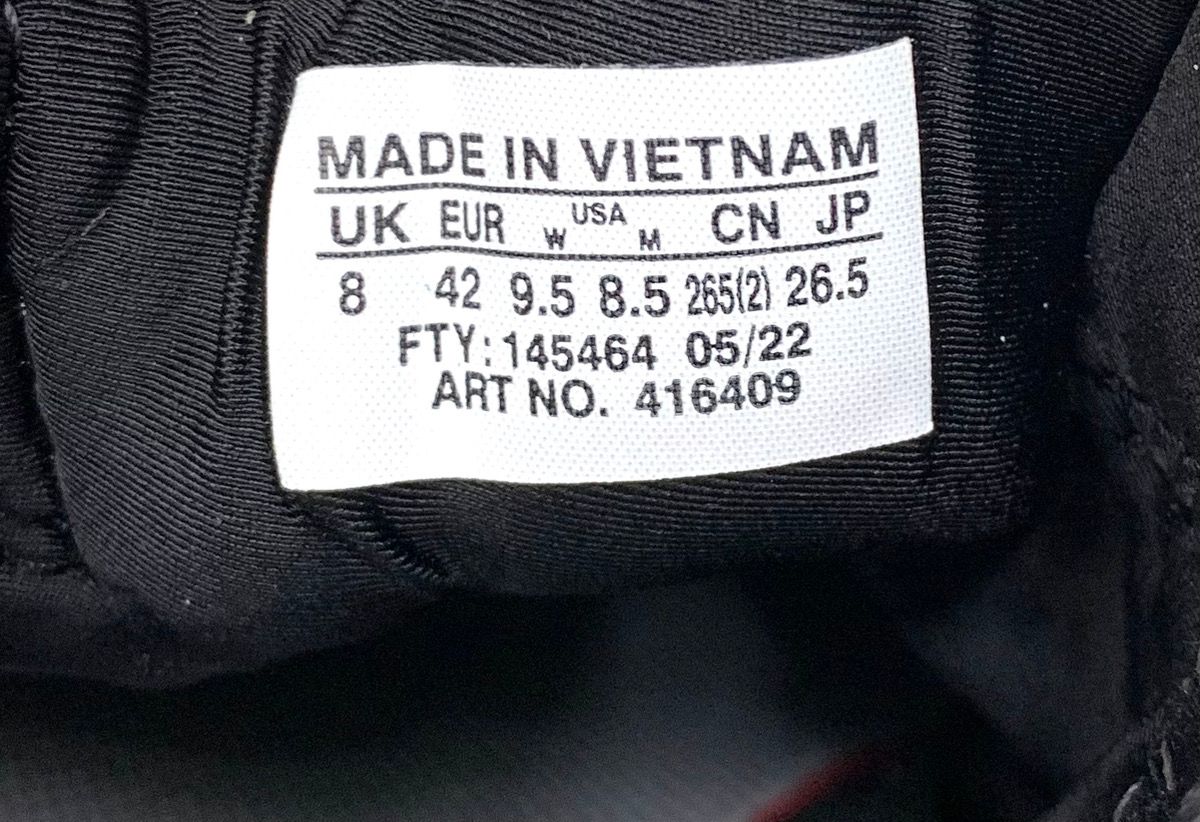 MADE IN VIETNAM
UK EUR W USA M CN JP
8 42 9.5 8.5 265(2) 26.5
FTY: 145464 05/22
ART NO. 416409